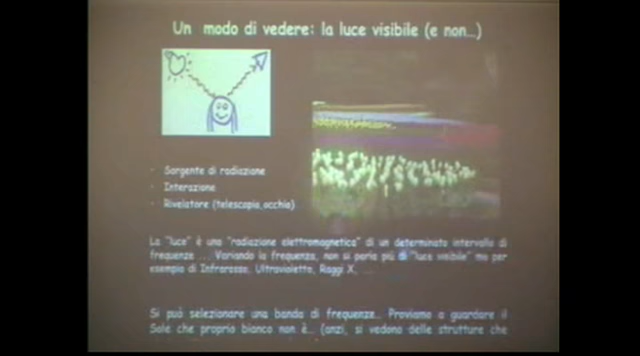 Un modo di vedere: la luce visibile (e non…)
- Sorgente di radiazione
- Interazione
- Rivelatore (telescopio,occhio)
La "luce" è una "radiazione elettromagnetica" di un determinato intervallo di
frequenze ... Variando la frequenza, non si parla più di "luce visibile" ma per
esempio di Infrarosso, Ultravioletto, Raggi X, ...
Si può selezionare una banda di frequenze… Proviamo a guardare il
Sole che proprio bianco non è… (anzi, si vedono delle strutture che